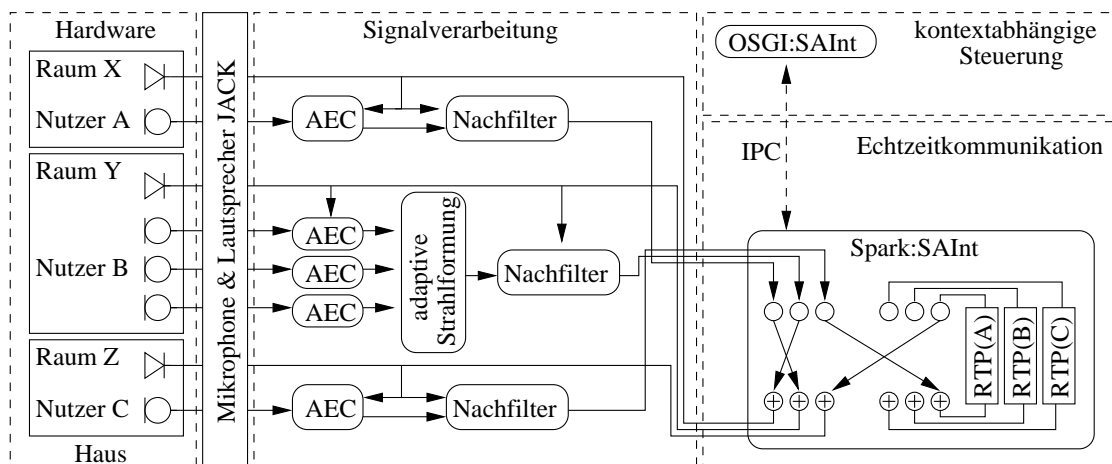 Hardware
Raum X
Nutzer A
Raum Y
Nutzer B
Raum Z
Nutzer C
Haus
Mikrophone & Lautsprecher JACK
Signalverarbeitung
AEC
Nachfilter
AEC
AEC
AEC
adaptive
Strahlformung
Nachfilter
AEC
Nachfilter
OSGI:SAInt
kontextabhängige
Steuerung
IPC
Echtzeitkommunikation
Spark:SAInt
RTP(A)
RTP(B)
RTP(C)